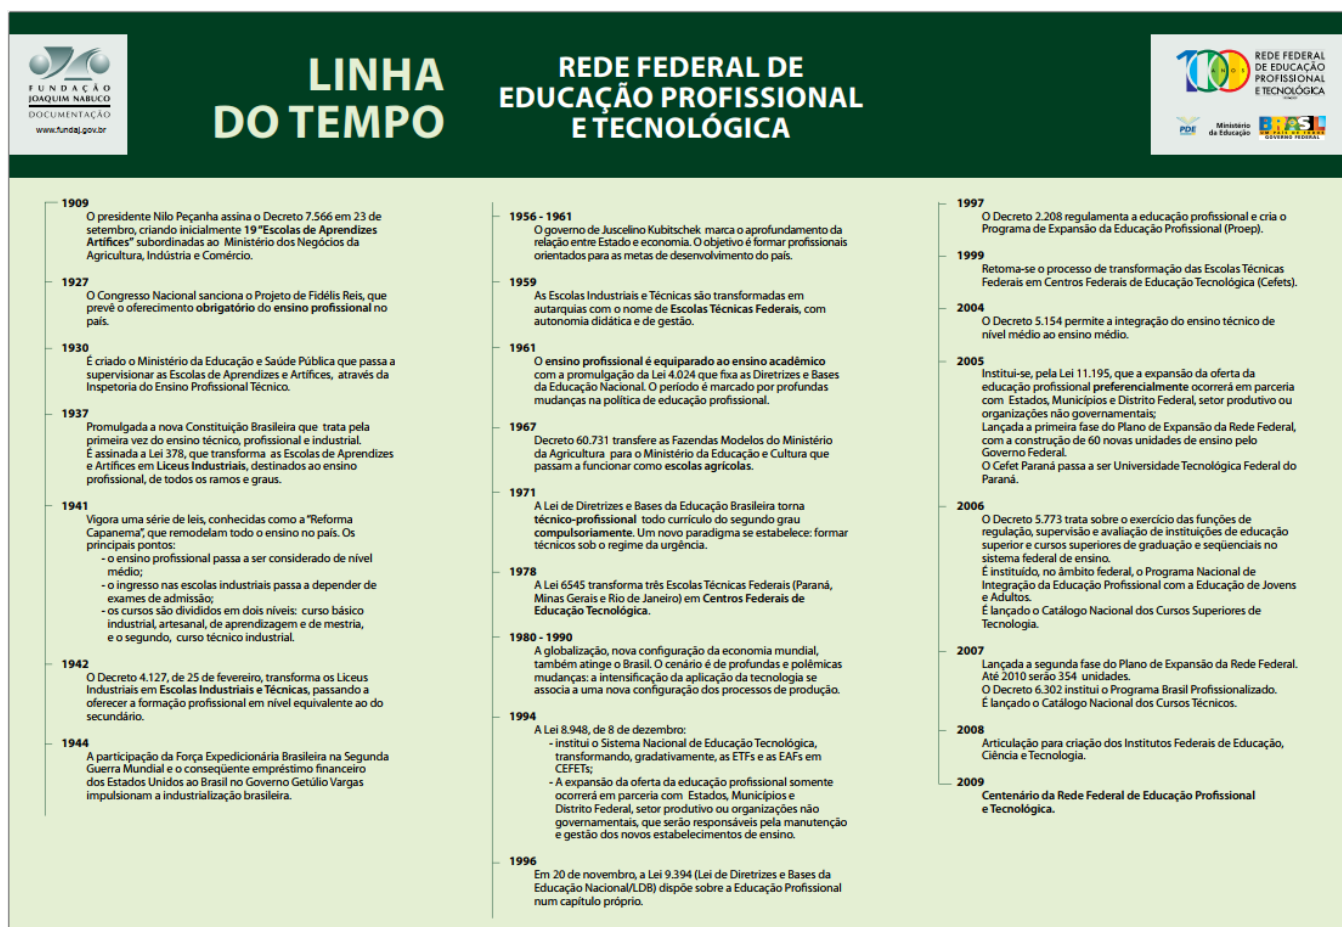 FUNDAÇÃO
JOAQUIM NABUCO
DOCUMENTAÇÃO
www.fundaj.gov.br
LINHA
DO TEMPO
REDE FEDERAL DE
EDUCAÇÃO PROFISSIONAL
E TECNOLÓGICA
100
ANOS
REDE FEDERAL
DE EDUCAÇÃO
PROFISSIONAL
E TECNOLÓGICA
PDE
Ministério
da Educação
BRASIL
UM PAÍS DE TODOS
GOVERNO FEDERAL
1909
O presidente Nilo Peçanha assina o Decreto 7.566 em 23 de
setembro, criando inicialmente 19 “Escolas de Aprendizes
Artífices” subordinadas ao Ministério dos Negócios da
Agricultura, Indústria e Comércio.
1927
O Congresso Nacional sanciona o Projeto de Fidélis Reis, que
prevê o oferecimento obrigatório do ensino profissional no
país.
1930
É criado o Ministério da Educação e Saúde Pública que passa a
supervisionar as Escolas de Aprendizes e Artífices, através da
Inspetoria do Ensino Profissional Técnico.
1937
Promulgada a nova Constituição Brasileira que trata pela
primeira vez do ensino técnico, profissional e industrial.
É assinada a Lei 378, que transforma as Escolas de Aprendizes
e Artífices em Liceus Industriais, destinados ao ensino
profissional, de todos os ramos e graus.
1941
Vigora uma série de leis, conhecidas como a “Reforma
Capanema”, que remodelam todo o ensino no país. Os
principais pontos:
- o ensino profissional passa a ser considerado de nível
médio;
- o ingresso nas escolas industriais passa a depender de
exames de admissão;
- os cursos são divididos em dois níveis: curso básico
industrial, artesanal, de aprendizagem e de mestria,
e o segundo, curso técnico industrial.
1942
O Decreto 4.127, de 25 de fevereiro, transforma os Liceus
Industriais em Escolas Industriais e Técnicas, passando a
oferecer a formação profissional em nível equivalente ao do
secundário.
1944
A participação da Força Expedicionária Brasileira na Segunda
Guerra Mundial e o conseqüente empréstimo financeiro
dos Estados Unidos ao Brasil no Governo Getúlio Vargas
impulsionam a industrialização brasileira.
1956 - 1961
O governo de Juscelino Kubitschek marca o aprofundamento da
relação entre Estado e economia. O objetivo é formar profissionais
orientados para as metas de desenvolvimento do país.
1959
As Escolas Industriais e Técnicas são transformadas em
autarquias com o nome de Escolas Técnicas Federais, com
autonomia didática e de gestão.
1961
O ensino profissional é equiparado ao ensino acadêmico
com a promulgação da Lei 4.024 que fixa as Diretrizes e Bases
da Educação Nacional. O período é marcado por profundas
mudanças na política de educação profissional.
1967
Decreto 60.731 transfere as Fazendas Modelos do Ministério
da Agricultura para o Ministério da Educação e Cultura que
passam a funcionar como escolas agrícolas.
1971
A Lei de Diretrizes e Bases da Educação Brasileira torna
técnico-profissional todo currículo do segundo grau
compulsoriamente. Um novo paradigma se estabelece: formar
técnicos sob o regime da urgência.
1978
A Lei 6545 transforma três Escolas Técnicas Federais (Paraná,
Minas Gerais e Rio de Janeiro) em Centros Federais de
Educação Tecnológica.
1980 - 1990
A globalização, nova configuração da economia mundial,
também atinge o Brasil. O cenário é de profundas e polêmicas
mudanças: a intensificação da aplicação da tecnologia se
associa a uma nova configuração dos processos de produção.
1994
A Lei 8.948, de 8 de dezembro:
- institui o Sistema Nacional de Educação Tecnológica,
transformando, gradativamente, as ETFs e as EAFs em
CEFETs;
- A expansão da oferta da educação profissional somente
ocorrerá em parceria com Estados, Municípios e
Distrito Federal, setor produtivo ou organizações não
governamentais, que serão responsáveis pela manutenção
e gestão dos novos estabelecimentos de ensino.
1996
Em 20 de novembro, a Lei 9.394 (Lei de Diretrizes e Bases da
Educação Nacional/LDB) dispõe sobre a Educação Profissional
num capítulo próprio.
1997
O Decreto 2.208 regulamenta a educação profissional e cria o
Programa de Expansão da Educação Profissional (Proep).
1999
Retoma-se o processo de transformação das Escolas Técnicas
Federais em Centros Federais de Educação Tecnológica (Cefets).
2004
O Decreto 5.154 permite a integração do ensino técnico de
nível médio ao ensino médio.
2005
Institui-se, pela Lei 11.195, que a expansão da oferta da
educação profissional preferencialmente ocorrerá em parceria
com Estados, Municípios e Distrito Federal, setor produtivo ou
organizações não governamentais;
Lançada a primeira fase do Plano de Expansão da Rede Federal,
com a construção de 60 novas unidades de ensino pelo
Governo Federal.
O Cefet Paraná passa a ser Universidade Tecnológica Federal do
Paraná.
2006
O Decreto 5.773 trata sobre o exercício das funções de
regulação, supervisão e avaliação de instituições de educação
superior e cursos superiores de graduação e seqüenciais no
sistema federal de ensino.
É instituído, no âmbito federal, o Programa Nacional de
Integração da Educação Profissional com a Educação de Jovens
e Adultos.
É lançado o Catálogo Nacional dos Cursos Superiores de
Tecnologia.
2007
Lançada a segunda fase do Plano de Expansão da Rede Federal.
Até 2010 serão 354 unidades.
O Decreto 6.302 institui o Programa Brasil Profissionalizado.
É lançado o Catálogo Nacional dos Cursos Técnicos.
2008
Articulação para criação dos Institutos Federais de Educação,
Ciência e Tecnologia.
2009
Centenário da Rede Federal de Educação Profissional
e Tecnológica.